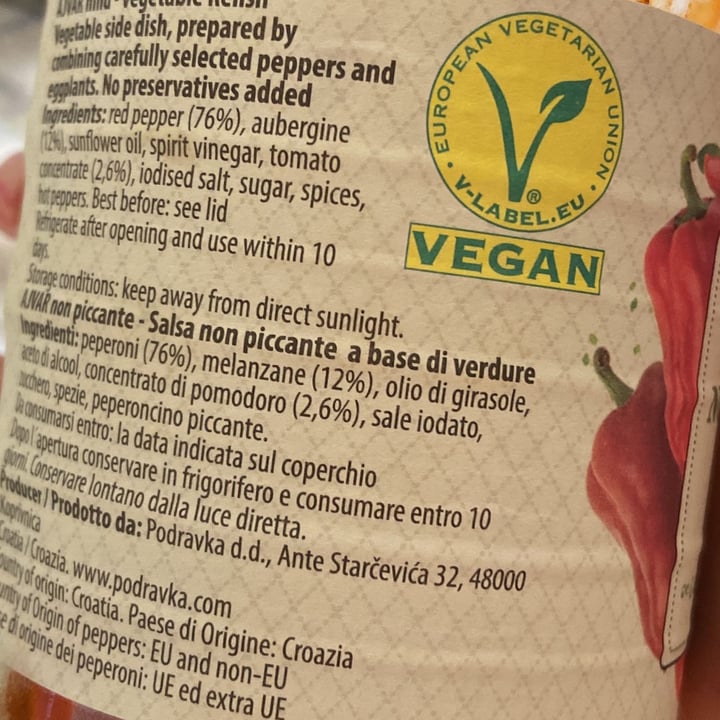 AJVAR mild - Vegetable Relish
Vegetable side dish, prepared by
combining carefully selected peppers and
eggplants. No preservatives added
Ingredients: red pepper (76%), aubergine
(12%), sunflower oil, spirit vinegar, tomato
concentrate (2,6%), iodised salt, sugar, spices,
hot peppers. Best before: see lid
Refrigerate after opening and use within 10
days.
Storage conditions: keep away from direct sunlight.
AJVAR non piccante - Salsa non piccante a base di verdure
Ingredienti: peperoni (76%), melanzane (12%), olio di girasole,
aceto di alcool, concentrato di pomodoro (2,6%), sale iodato,
zucchero, spezie, peperoncino piccante.
Da consumarsi entro: la data indicata sul coperchio
Dopo l'apertura conservare in frigorifero e consumare entro 10
giorni. Conservare lontano dalla luce diretta.
Producer / Prodotto da: Podravka d.d., Ante Starčevića 32, 48000
Koprivnica
Croatia / Croazia. www.podravka.com
Country of origin: Croatia. Paese di Origine: Croazia
Country of Origin of peppers: EU and non-EU
di origine dei peperoni: UE ed extra UE
EUROPEAN VEGETARIAN UNION
V-LABEL.EU
®
VEGAN